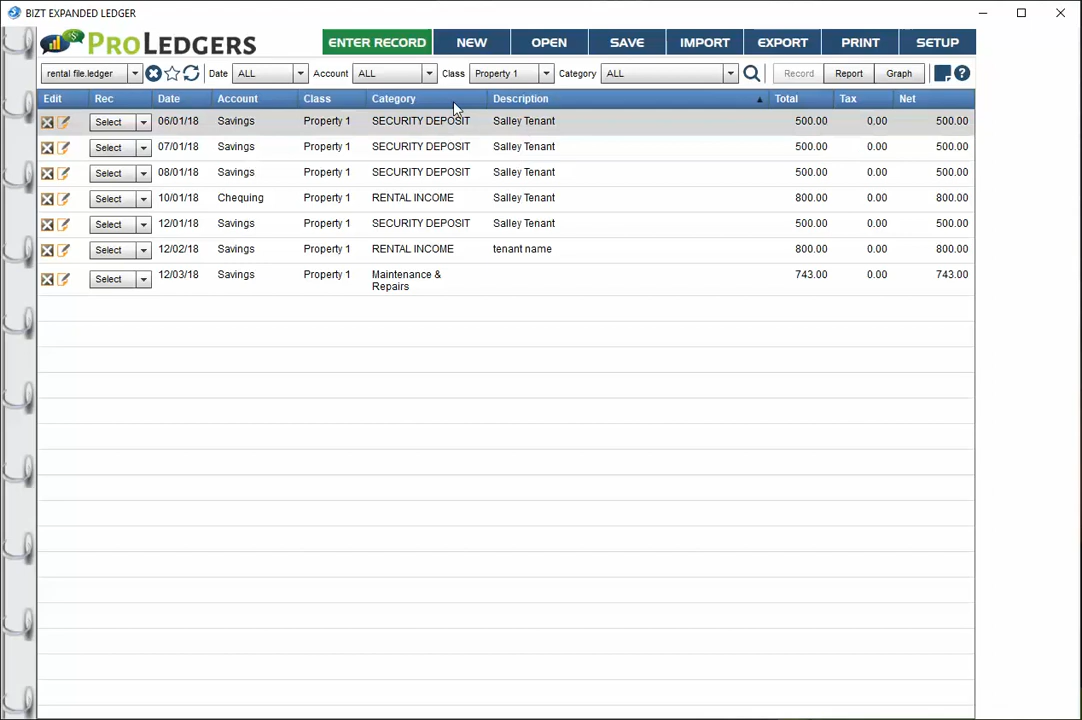 BIZT EXPANDED LEDGER
PROLEDGERS ENTER RECORD NEW OPEN SAVE IMPORT EXPORT PRINT SETUP
rental file.ledger Date ALL Account ALL Class Property 1 Category ALL Record Report Graph ?
Edit Rec Date Account Class Category Description Total Tax Net
Select 06/01/18 Savings Property 1 SECURITY DEPOSIT Salley Tenant 500.00 0.00 500.00
Select 07/01/18 Savings Property 1 SECURITY DEPOSIT Salley Tenant 500.00 0.00 500.00
Select 08/01/18 Savings Property 1 SECURITY DEPOSIT Salley Tenant 500.00 0.00 500.00
Select 10/01/18 Chequing Property 1 RENTAL INCOME Salley Tenant 800.00 0.00 800.00
Select 12/01/18 Savings Property 1 SECURITY DEPOSIT Salley Tenant 500.00 0.00 500.00
Select 12/02/18 Savings Property 1 RENTAL INCOME tenant name 800.00 0.00 800.00
Select 12/03/18 Savings Property 1 Maintenance & 743.00 0.00 743.00
Repairs